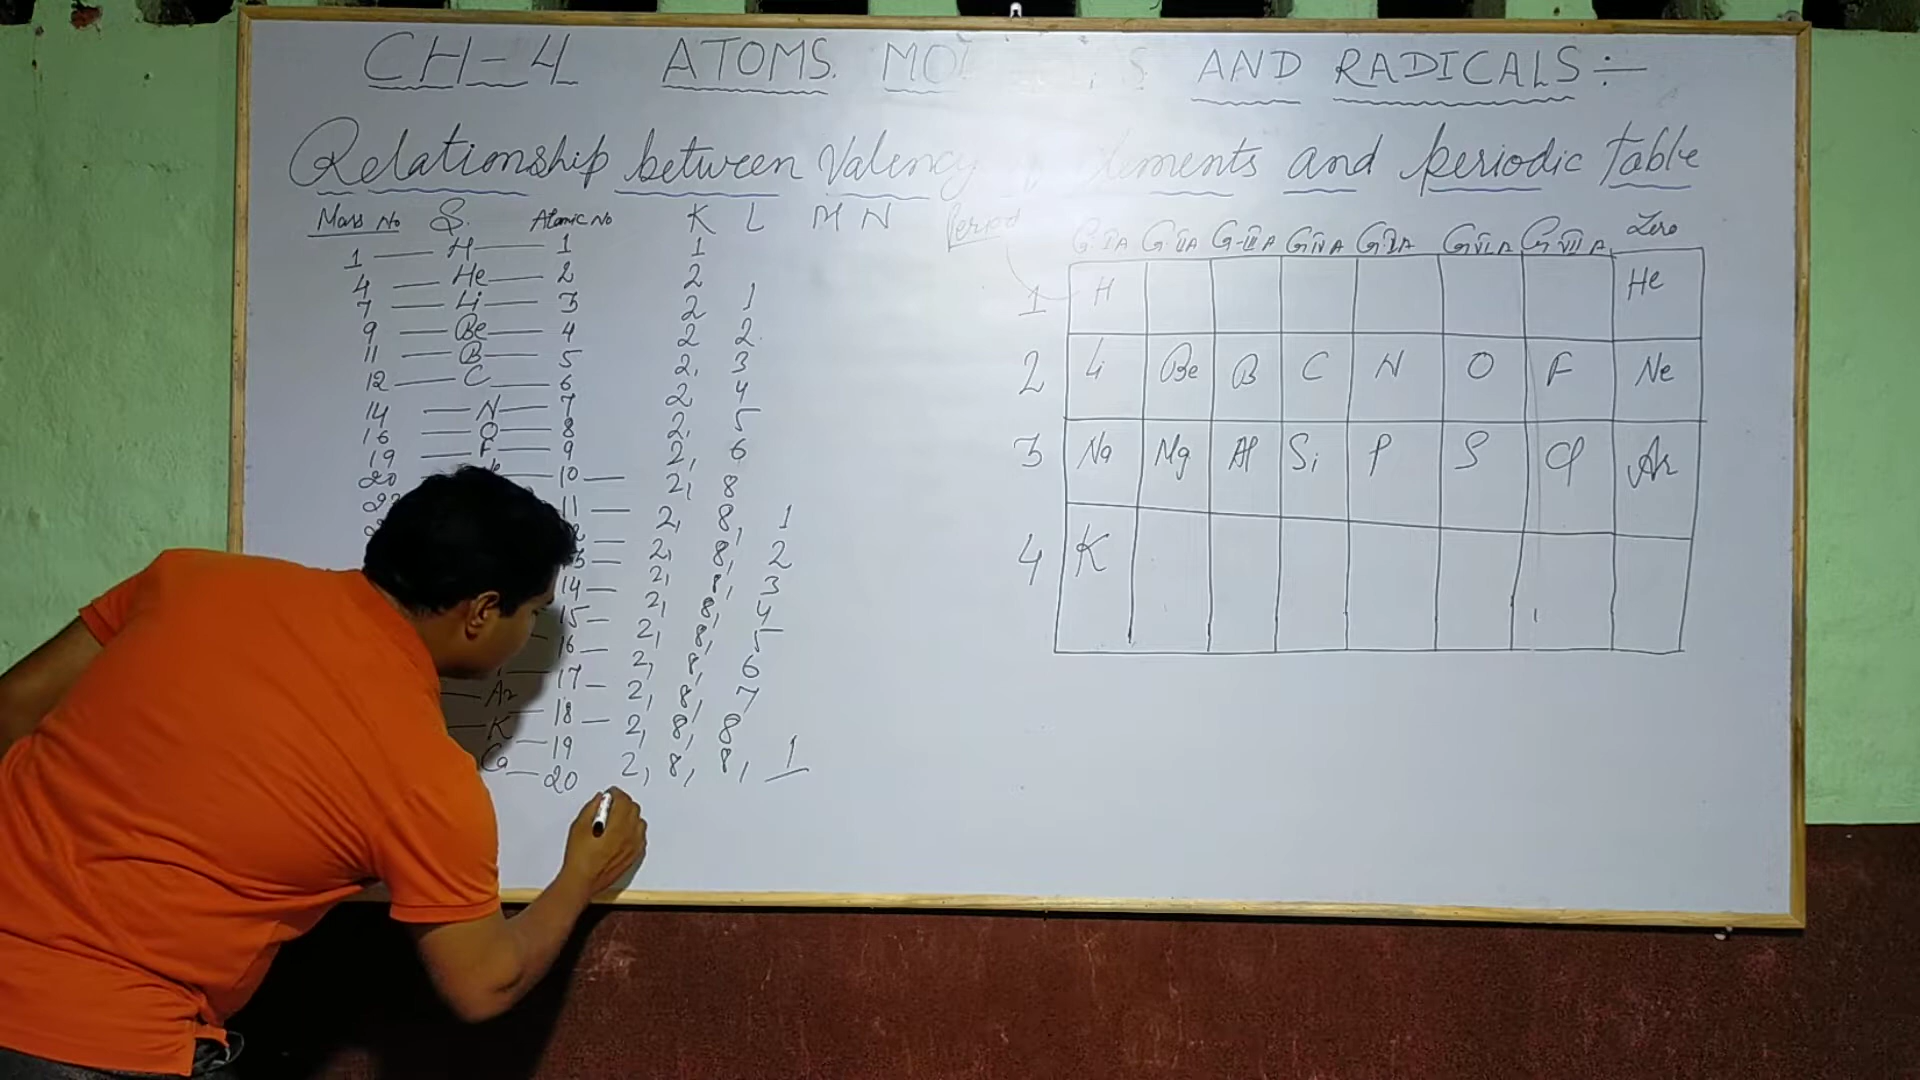 CH-4 ATOMS. MO S AND RADICALS:-
Relationship between Valency elements and periodic table
Mass No S. Atomic No K L M N
1 — H — 1 1
4 — He — 2 2
7 — Li — 3 2 1
9 — Be — 4 2 2
11 — B — 5 2, 3
12 — C — 6 2, 4
14 — N — 7 2, 5
16 — O — 8 2, 6
19 — F — 9
20 — 10 — 2, 8
11 — 2, 8, 1
2, 8, 2
2, 8, 3
14 — 2, 8, 4
15 — 2, 8, 5
16 — 2, 8, 6
17 — 2, 8, 7
— Ar — 18 — 2, 8, 8
— K — 19 2, 8, 8, 1
Ca — 20
Period G.IA G.IIA G-IIIA G.IVA G.VA G.VIA G.VIIA Zero
1 H He
2 Li Be B C N O F Ne
3 Na Mg Al Si P S Cl Ar
4 K